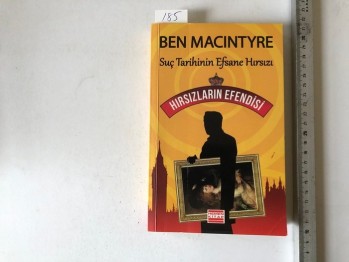 185
BEN MACINTYRE
Suç Tarihinin Efsane Hırsızı
HIRSIZLARIN EFENDİSİ